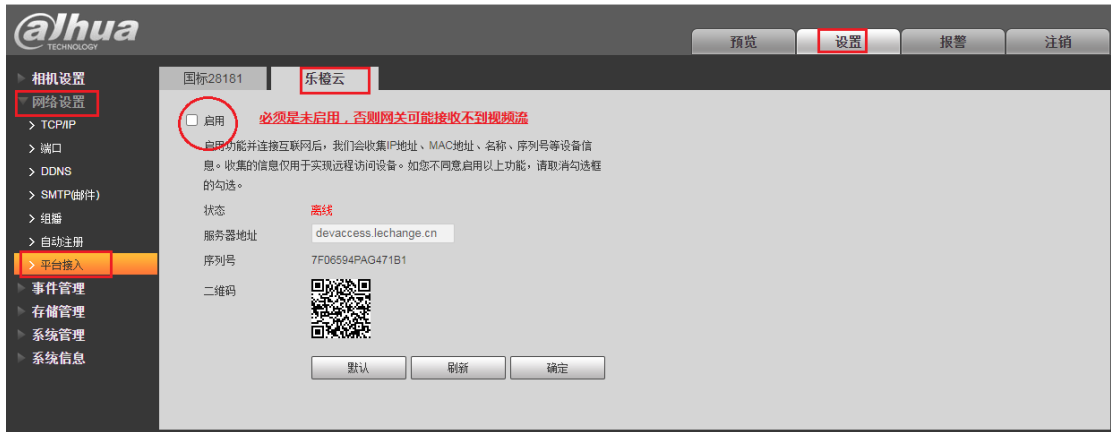 alhua
TECHNOLOGY
预览
设置
报警
注销
相机设置
网络设置
TCP/IP
端口
DDNS
SMTP(邮件)
组播
自动注册
平台接入
事件管理
存储管理
系统管理
系统信息
国标28181
乐橙云
启用
必须是未启用，否则网关可能接收不到视频流
启用功能并连接互联网后，我们会收集IP地址、MAC地址、名称、序列号等设备信
息。收集的信息仅用于实现远程访问设备。如您不同意启用以上功能，请取消勾选框
的勾选。
状态
离线
服务器地址
devaccess.lechange.cn
序列号
7F06594PAG471B1
二维码
默认
刷新
确定